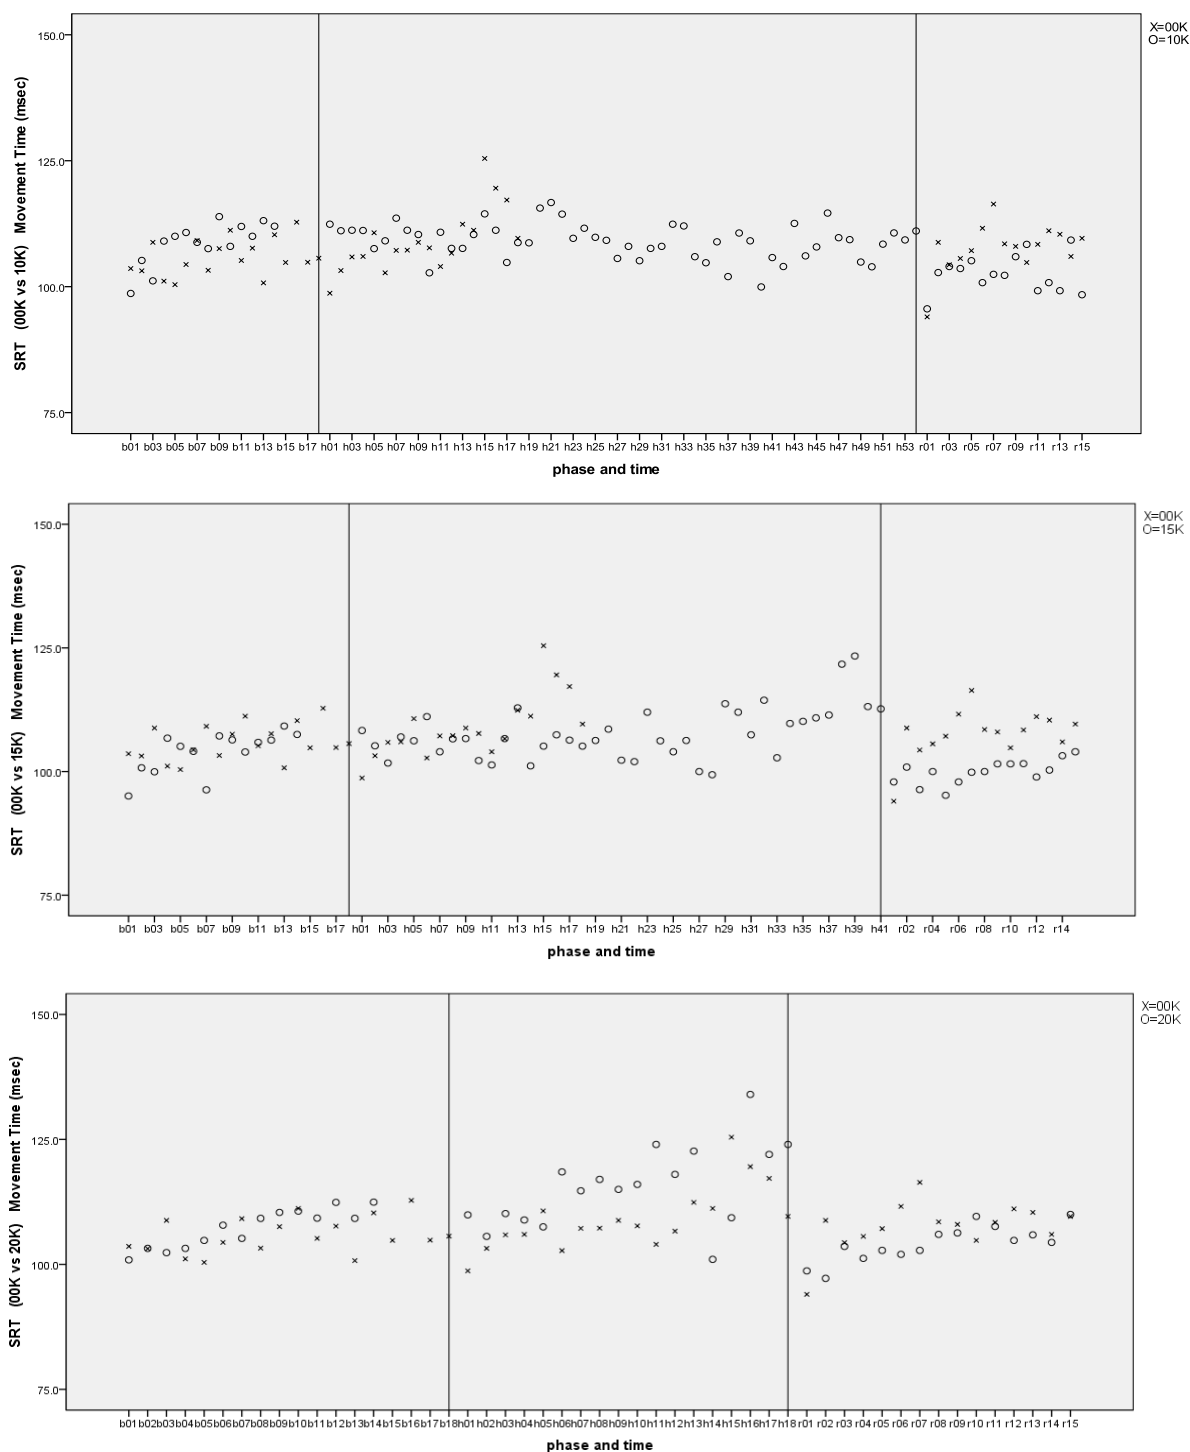 X=00K
O=10K
SRT (00K vs 10K) Movement Time (msec)
150.0
125.0
100.0
75.0
b01 b03 b05 b07 b09 b11 b13 b15 b17 h01 h03 h05 h07 h09 h11 h13 h15 h17 h19 h21 h23 h25 h27 h29 h31 h33 h35 h37 h39 h41 h43 h45 h47 h49 h51 h53 r01 r03 r05 r07 r09 r11 r13 r15
phase and time
X=00K
O=15K
SRT (00K vs 15K) Movement Time (msec)
150.0
125.0
100.0
75.0
b01 b03 b05 b07 b09 b11 b13 b15 b17 h01 h03 h05 h07 h09 h11 h13 h15 h17 h19 h21 h23 h25 h27 h29 h31 h33 h35 h37 h39 h41 r02 r04 r06 r08 r10 r12 r14
phase and time
X=00K
O=20K
SRT (00K vs 20K) Movement Time (msec)
150.0
125.0
100.0
75.0
b01 b02 b03 b04 b05 b06 b07 b08 b09 b10 b11 b12 b13 b14 b15 b16 b17 b18 h01 h02 h03 h04 h05 h06 h07 h08 h09 h10 h11 h12 h13 h14 h15 h16 h17 h18 r01 r02 r03 r04 r05 r06 r07 r08 r09 r10 r11 r12 r13 r14 r15
phase and time